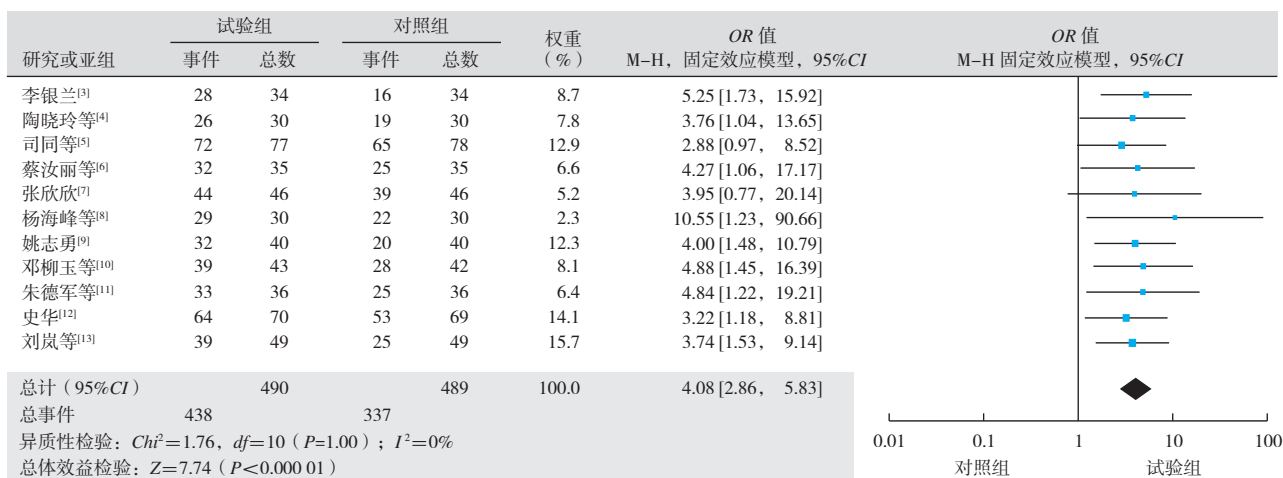 试验组 对照组 权重 OR 值 OR 值
研究或亚组 事件 总数 事件 总数 （%） M-H，固定效应模型，95%CI M-H 固定效应模型，95%CI
李银兰[3] 28 34 16 34 8.7 5.25 [1.73， 15.92]
陶晓玲等[4] 26 30 19 30 7.8 3.76 [1.04， 13.65]
司同等[5] 72 77 65 78 12.9 2.88 [0.97， 8.52]
蔡汝丽等[6] 32 35 25 35 6.6 4.27 [1.06， 17.17]
张欣欣[7] 44 46 39 46 5.2 3.95 [0.77， 20.14]
杨海峰等[8] 29 30 22 30 2.3 10.55 [1.23， 90.66]
姚志勇[9] 32 40 20 40 12.3 4.00 [1.48， 10.79]
邓柳玉等[10] 39 43 28 42 8.1 4.88 [1.45， 16.39]
朱德军等[11] 33 36 25 36 6.4 4.84 [1.22， 19.21]
史华[12] 64 70 53 69 14.1 3.22 [1.18， 8.81]
刘岚等[13] 39 49 25 49 15.7 3.74 [1.53， 9.14]
总计（95%CI） 490 489 100.0 4.08 [2.86， 5.83]
总事件 438 337
异质性检验：Chi²=1.76，df=10（P=1.00）；I²=0%
总体效益检验：Z=7.74（P＜0.000 01）
0.01 0.1 1 10 100
对照组 试验组